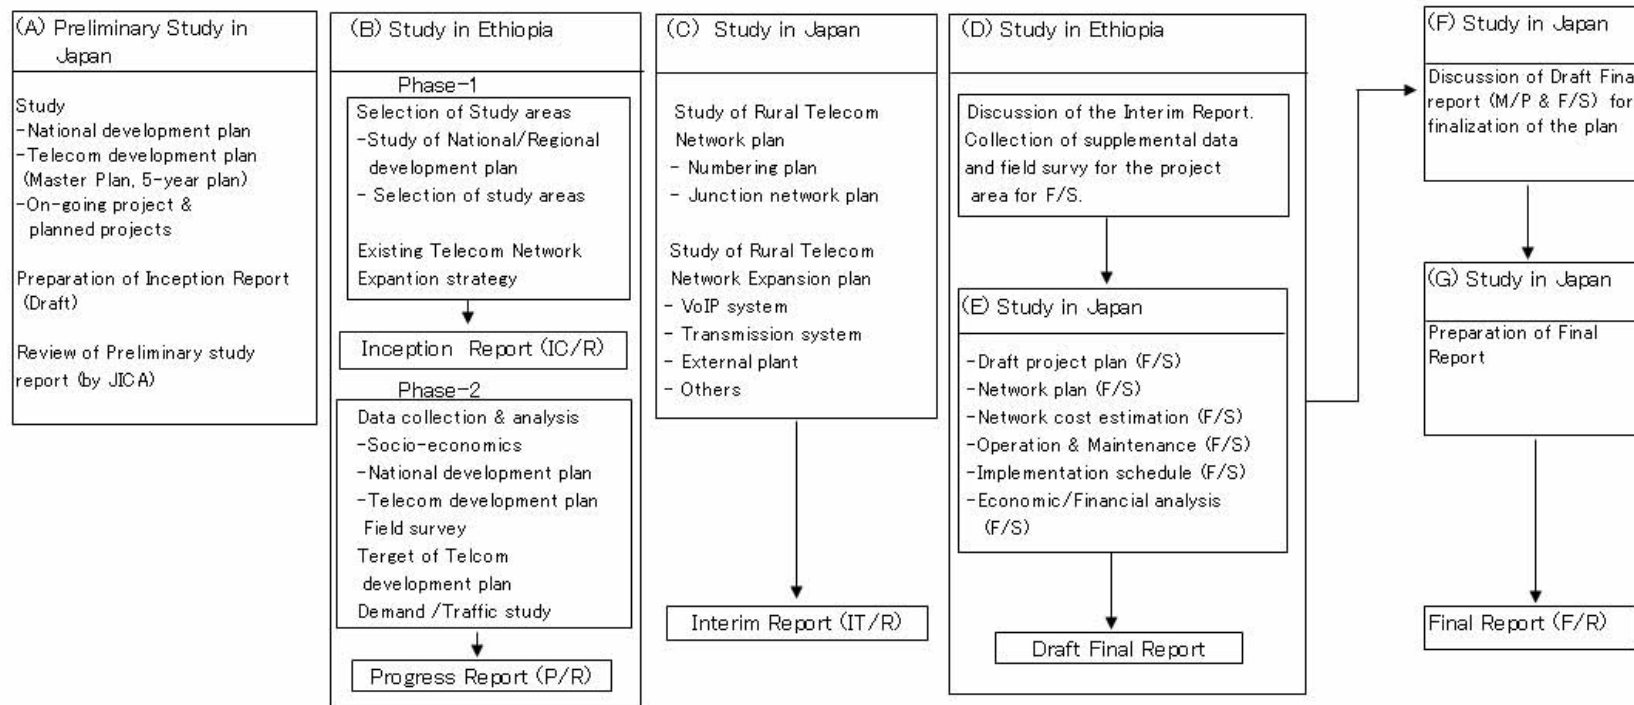 (A) Preliminary Study in
Japan
Study
-National development plan
-Telecom development plan
(Master Plan, 5-year plan)
-On-going project &
planned projects
Preparation of Inception Report
(Draft)
Review of Preliminary study
report (by JICA)
(B) Study in Ethiopia
Phase-1
Selection of Study areas
-Study of National/Regional
development plan
- Selection of study areas
Existing Telecom Network
Expantion strategy
Inception Report (IC/R)
Phase-2
Data collection & analysis
-Socio-economics
-National development plan
-Telecom development plan
Field survey
Terget of Telcom
development plan
Demand /Traffic study
Progress Report (P/R)
(C) Study in Japan
Study of Rural Telecom
Network plan
- Numbering plan
- Junction network plan
Study of Rural Telecom
Network Expansion plan
- VoIP system
- Transmission system
- External plant
- Others
Interim Report (IT/R)
(D) Study in Ethiopia
Discussion of the Interim Report.
Collection of supplemental data
and field survy for the project
area for F/S.
(E) Study in Japan
-Draft project plan (F/S)
-Network plan (F/S)
-Network cost estimation (F/S)
-Operation & Maintenance (F/S)
-Implementation schedule (F/S)
-Economic/Financial analysis
(F/S)
Draft Final Report
(F) Study in Japan
Discussion of Draft Fina
report (M/P & F/S) for
finalization of the plan
(G) Study in Japan
Preparation of Final
Report
Final Report (F/R)